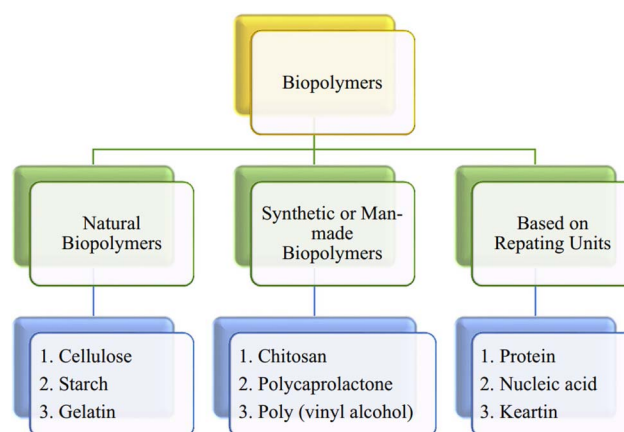 Biopolymers
Natural
Biopolymers
Synthetic or Man-
made
Biopolymers
Based on
Repating Units
1. Cellulose
2. Starch
3. Gelatin
1. Chitosan
2. Polycaprolactone
3. Poly (vinyl alcohol)
1. Protein
2. Nucleic acid
3. Keartin